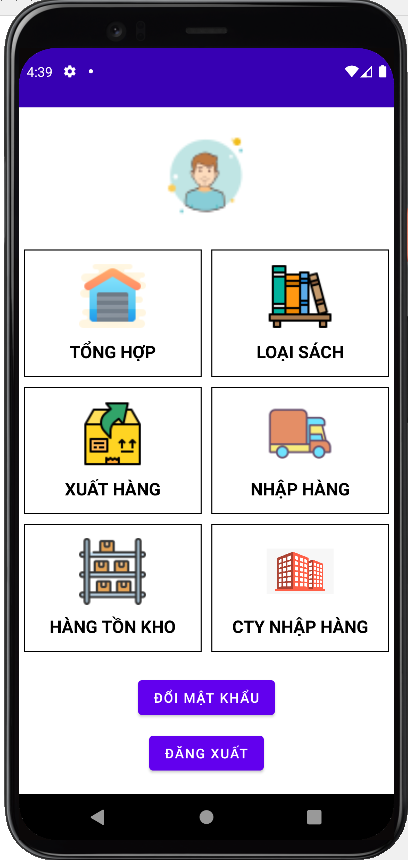 4:39
TỔNG HỢP
LOẠI SÁCH
XUẤT HÀNG
NHẬP HÀNG
HÀNG TỒN KHO
CTY NHẬP HÀNG
ĐỔI MẬT KHẨU
ĐĂNG XUẤT